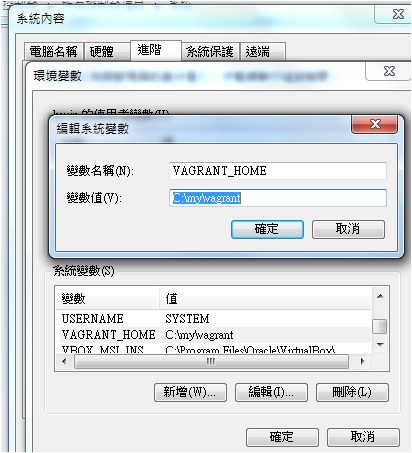 系統內容
電腦名稱
硬體
進階
系統保護
遠端
環境變數
的使用者變數(U)
編輯系統變數
變數名稱(N):
VAGRANT_HOME
變數值(V):
C:\my\vagrant
確定
取消
系統變數(S)
變數
值
USERNAME
SYSTEM
VAGRANT_HOME
C:\my\vagrant
VBOX_MSI_INS...
C:\Program Files\Oracle\VirtualBox\
新增(W)...
編輯(I)...
刪除(L)
確定
取消